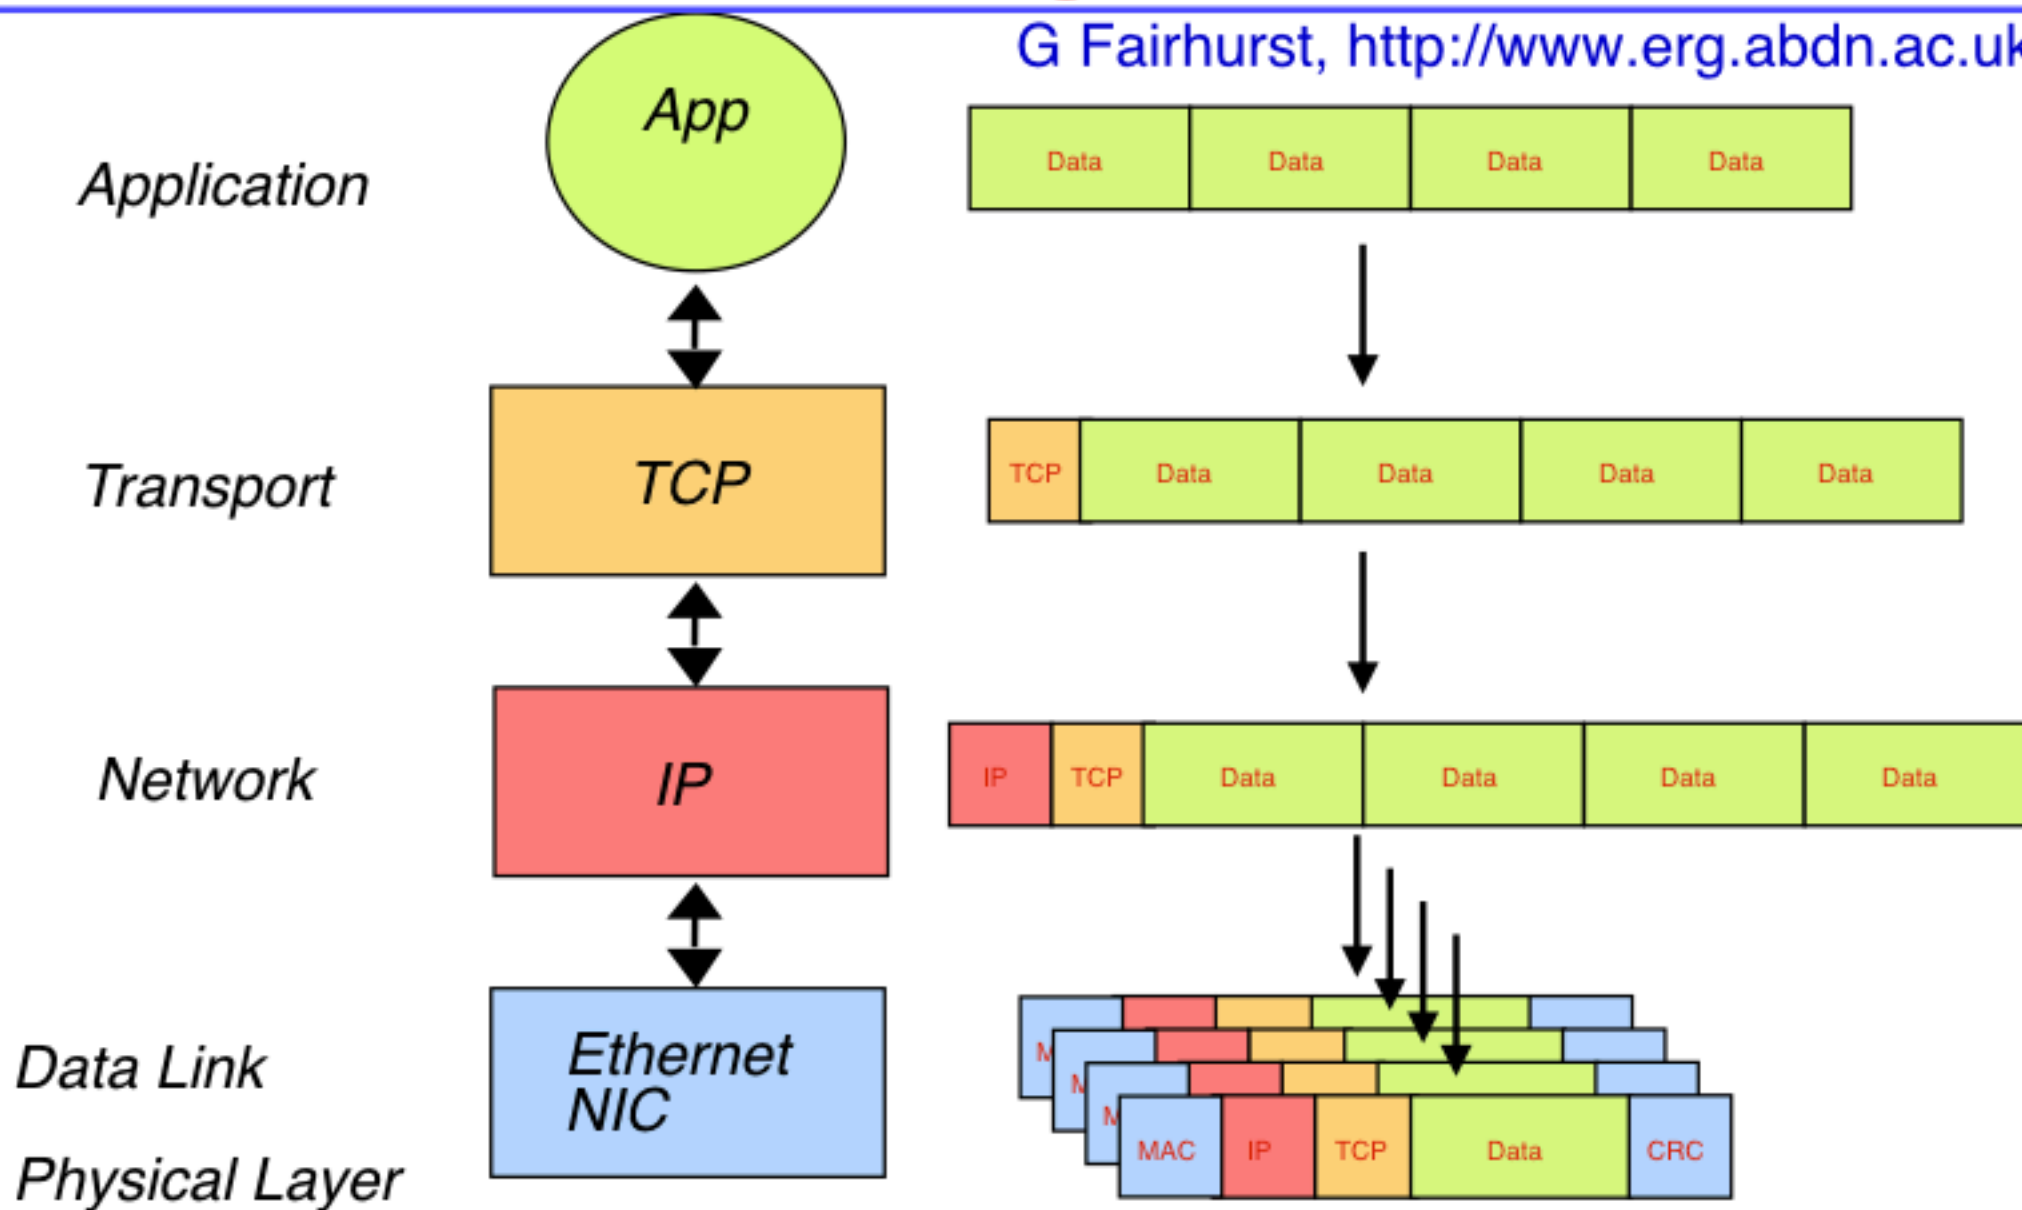 G Fairhurst, http://www.erg.abdn.ac.uk
App
Data Data Data Data
Application
TCP
TCP Data Data Data Data
Transport
IP
IP TCP Data Data Data Data
Network
Ethernet
NIC
Data Link
MAC IP TCP Data CRC
Physical Layer